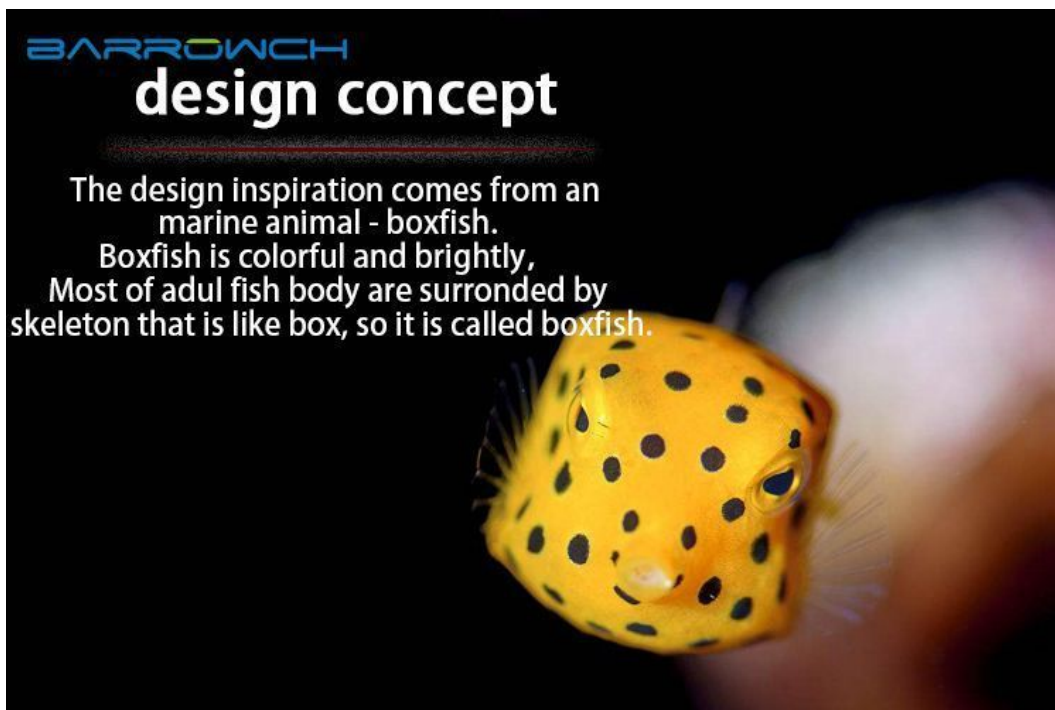 BARROWCH
design concept
The design inspiration comes from an
marine animal - boxfish.
Boxfish is colorful and brightly,
Most of adul fish body are surronded by
skeleton that is like box, so it is called boxfish.